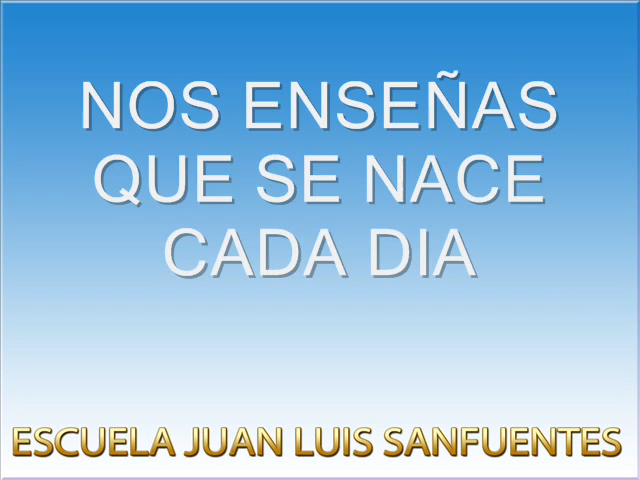 NOS ENSEÑAS
QUE SE NACE
CADA DIA
ESCUELA JUAN LUIS SANFUENTES